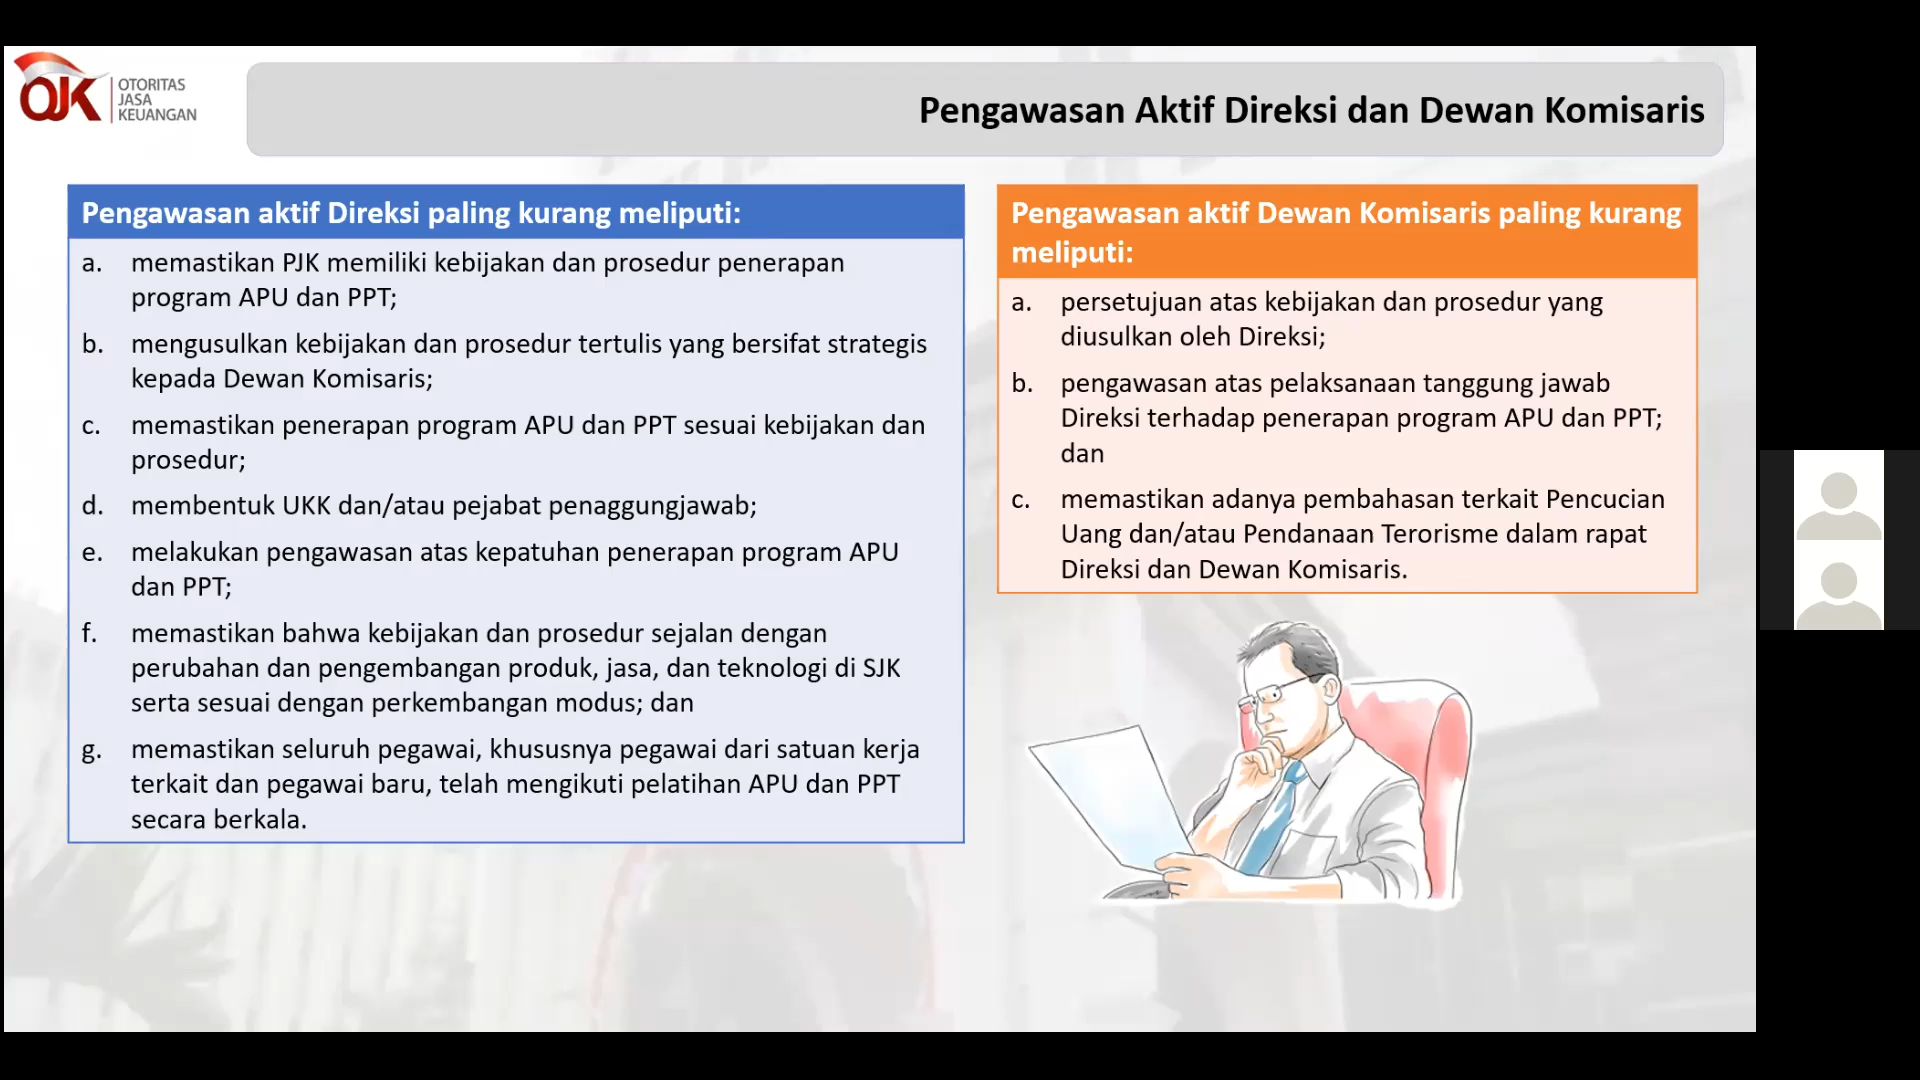 OJK
OTORITAS
JASA
KEUANGAN
Pengawasan Aktif Direksi dan Dewan Komisaris
Pengawasan aktif Direksi paling kurang meliputi:
a. memastikan PJK memiliki kebijakan dan prosedur penerapan
program APU dan PPT;
b. mengusulkan kebijakan dan prosedur tertulis yang bersifat strategis
kepada Dewan Komisaris;
c. memastikan penerapan program APU dan PPT sesuai kebijakan dan
prosedur;
d. membentuk UKK dan/atau pejabat penaggungjawab;
e. melakukan pengawasan atas kepatuhan penerapan program APU
dan PPT;
f. memastikan bahwa kebijakan dan prosedur sejalan dengan
perubahan dan pengembangan produk, jasa, dan teknologi di SJK
serta sesuai dengan perkembangan modus; dan
g. memastikan seluruh pegawai, khususnya pegawai dari satuan kerja
terkait dan pegawai baru, telah mengikuti pelatihan APU dan PPT
secara berkala.
Pengawasan aktif Dewan Komisaris paling kurang
meliputi:
a. persetujuan atas kebijakan dan prosedur yang
diusulkan oleh Direksi;
b. pengawasan atas pelaksanaan tanggung jawab
Direksi terhadap penerapan program APU dan PPT;
dan
c. memastikan adanya pembahasan terkait Pencucian
Uang dan/atau Pendanaan Terorisme dalam rapat
Direksi dan Dewan Komisaris.